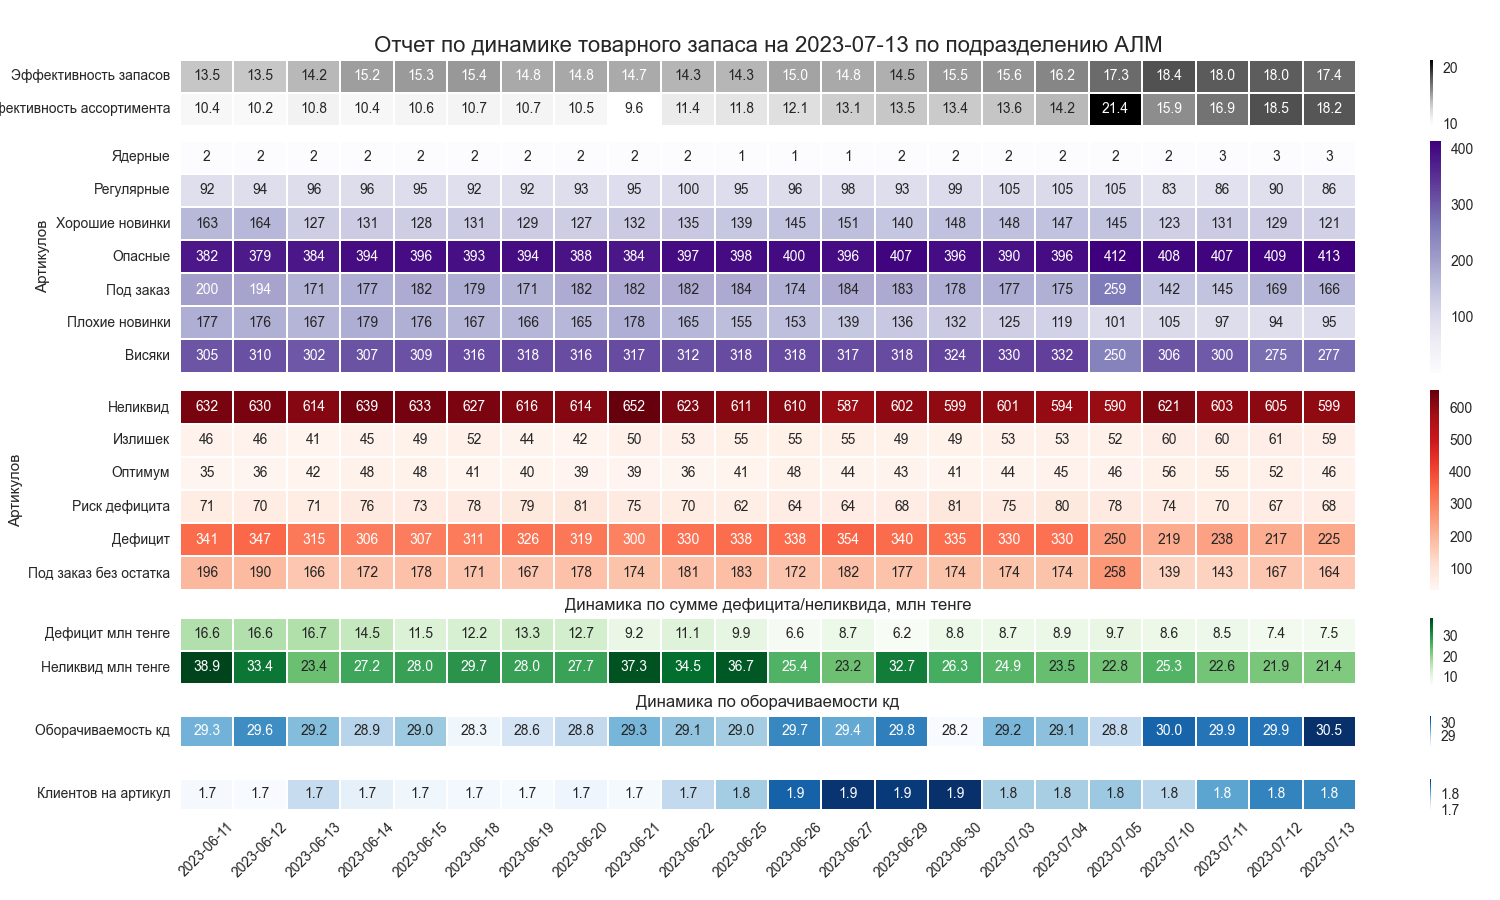 Отчет по динамике товарного запаса на 2023-07-13 по подразделению АЛМ
Эффективность запасов 13.5 13.5 14.2 15.2 15.3 15.4 14.8 14.8 14.7 14.3 14.3 15.0 14.8 14.5 15.5 15.6 16.2 17.3 18.4 18.0 18.0 17.4
фективность ассортимента 10.4 10.2 10.8 10.4 10.6 10.7 10.7 10.5 9.6 11.4 11.8 12.1 13.1 13.5 13.4 13.6 14.2 21.4 15.9 16.9 18.5 18.2
20
10
Артикулов
Ядерные 2 2 2 2 2 2 2 2 2 2 1 1 1 2 2 2 2 2 2 3 3 3
Регулярные 92 94 96 96 95 92 92 93 95 100 95 96 98 93 99 105 105 105 83 86 90 86
Хорошие новинки 163 164 127 131 128 131 129 127 132 135 139 145 151 140 148 148 147 145 123 131 129 121
Опасные 382 379 384 394 396 393 394 388 384 397 398 400 396 407 396 390 396 412 408 407 409 413
Под заказ 200 194 171 177 182 179 171 182 182 182 184 174 184 183 178 177 175 259 142 145 169 166
Плохие новинки 177 176 167 179 176 167 166 165 178 165 155 153 139 136 132 125 119 101 105 97 94 95
Висяки 305 310 302 307 309 316 318 316 317 312 318 318 317 318 324 330 332 250 306 300 275 277
400
300
200
100
Артикулов
Неликвид 632 630 614 639 633 627 616 614 652 623 611 610 587 602 599 601 594 590 621 603 605 599
Излишек 46 46 41 45 49 52 44 42 50 53 55 55 55 49 49 53 53 52 60 60 61 59
Оптимум 35 36 42 48 48 41 40 39 39 36 41 48 44 43 41 44 45 46 56 55 52 46
Риск дефицита 71 70 71 76 73 78 79 81 75 70 62 64 64 68 81 75 80 78 74 70 67 68
Дефицит 341 347 315 306 307 311 326 319 300 330 338 338 354 340 335 330 330 250 219 238 217 225
Под заказ без остатка 196 190 166 172 178 171 167 178 174 181 183 172 182 177 174 174 174 258 139 143 167 164
600
500
400
300
200
100
Динамика по сумме дефицита/неликвида, млн тенге
Дефицит млн тенге 16.6 16.6 16.7 14.5 11.5 12.2 13.3 12.7 9.2 11.1 9.9 6.6 8.7 6.2 8.8 8.7 8.9 9.7 8.6 8.5 7.4 7.5
Неликвид млн тенге 38.9 33.4 23.4 27.2 28.0 29.7 28.0 27.7 37.3 34.5 36.7 25.4 23.2 32.7 26.3 24.9 23.5 22.8 25.3 22.6 21.9 21.4
30
20
10
Динамика по оборачиваемости кд
Оборачиваемость кд 29.3 29.6 29.2 28.9 29.0 28.3 28.6 28.8 29.3 29.1 29.0 29.7 29.4 29.8 28.2 29.2 29.1 28.8 30.0 29.9 29.9 30.5
30
29
Клиентов на артикул 1.7 1.7 1.7 1.7 1.7 1.7 1.7 1.7 1.7 1.7 1.8 1.9 1.9 1.9 1.9 1.8 1.8 1.8 1.8 1.8 1.8 1.8
1.8
1.7
2023-06-11 2023-06-12 2023-06-13 2023-06-14 2023-06-15 2023-06-18 2023-06-19 2023-06-20 2023-06-21 2023-06-22 2023-06-25 2023-06-26 2023-06-27 2023-06-29 2023-06-30 2023-07-03 2023-07-04 2023-07-05 2023-07-10 2023-07-11 2023-07-12 2023-07-13